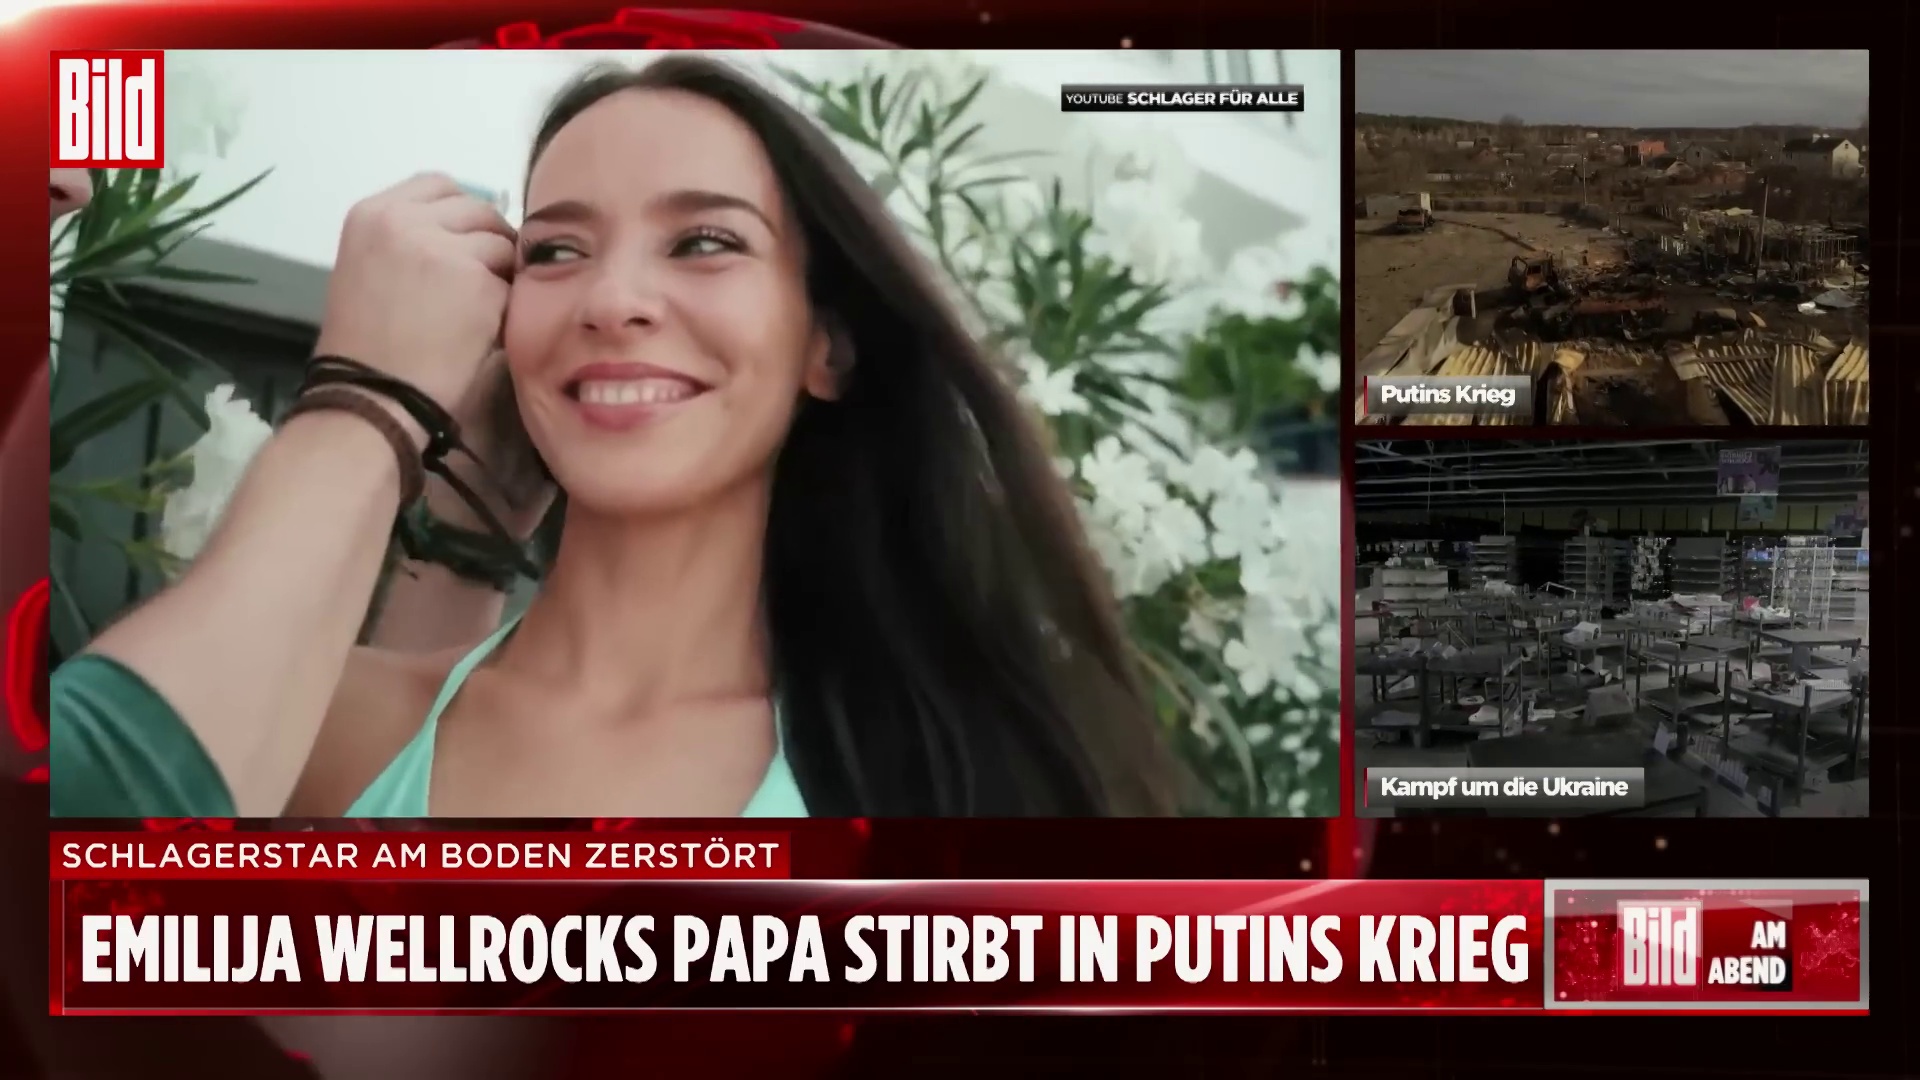 Bild
YOUTUBE SCHLAGER FÜR ALLE
Putins Krieg
Kampf um die Ukraine
SCHLAGERSTAR AM BODEN ZERSTÖRT
EMILIJA WELLROCKS PAPA STIRBT IN PUTINS KRIEG
Bild AM
ABEND